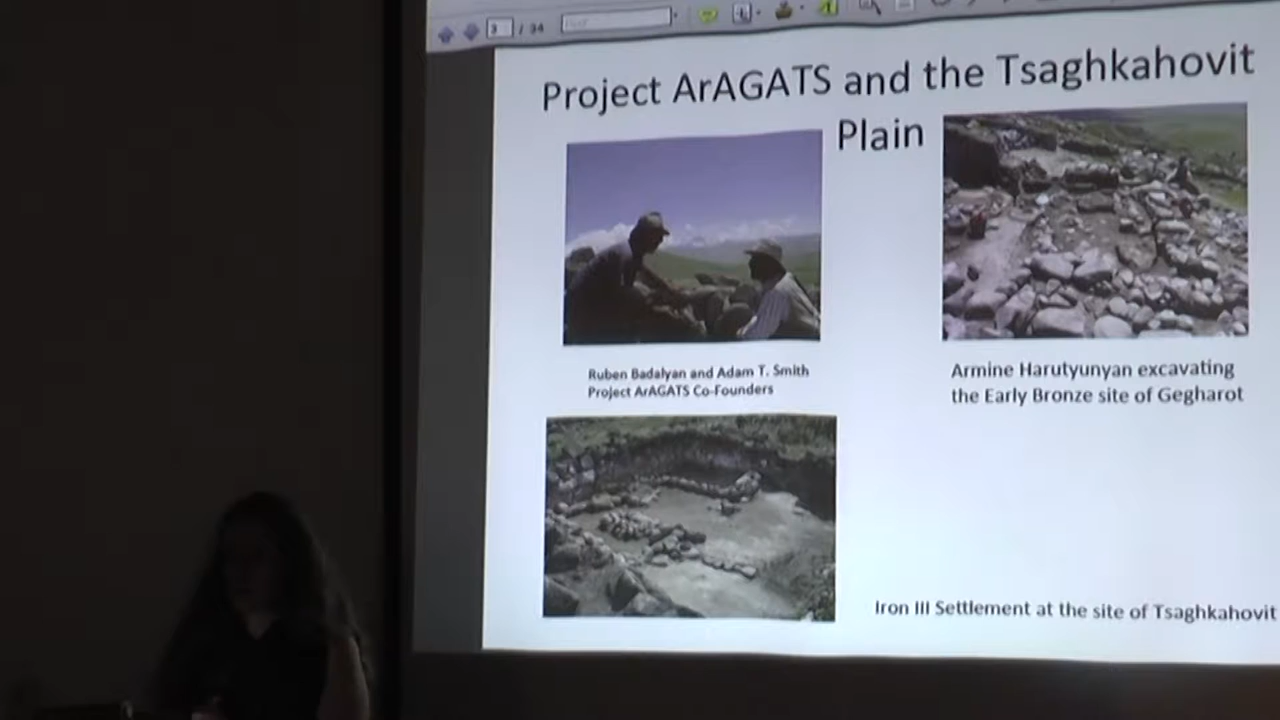 3 / 34
Project ArAGATS and the Tsaghkahovit
Plain
Ruben Badalyan and Adam T. Smith
Project ArAGATS Co-Founders
Armine Harutyunyan excavating
the Early Bronze site of Gegharot
Iron III Settlement at the site of Tsaghkahovit